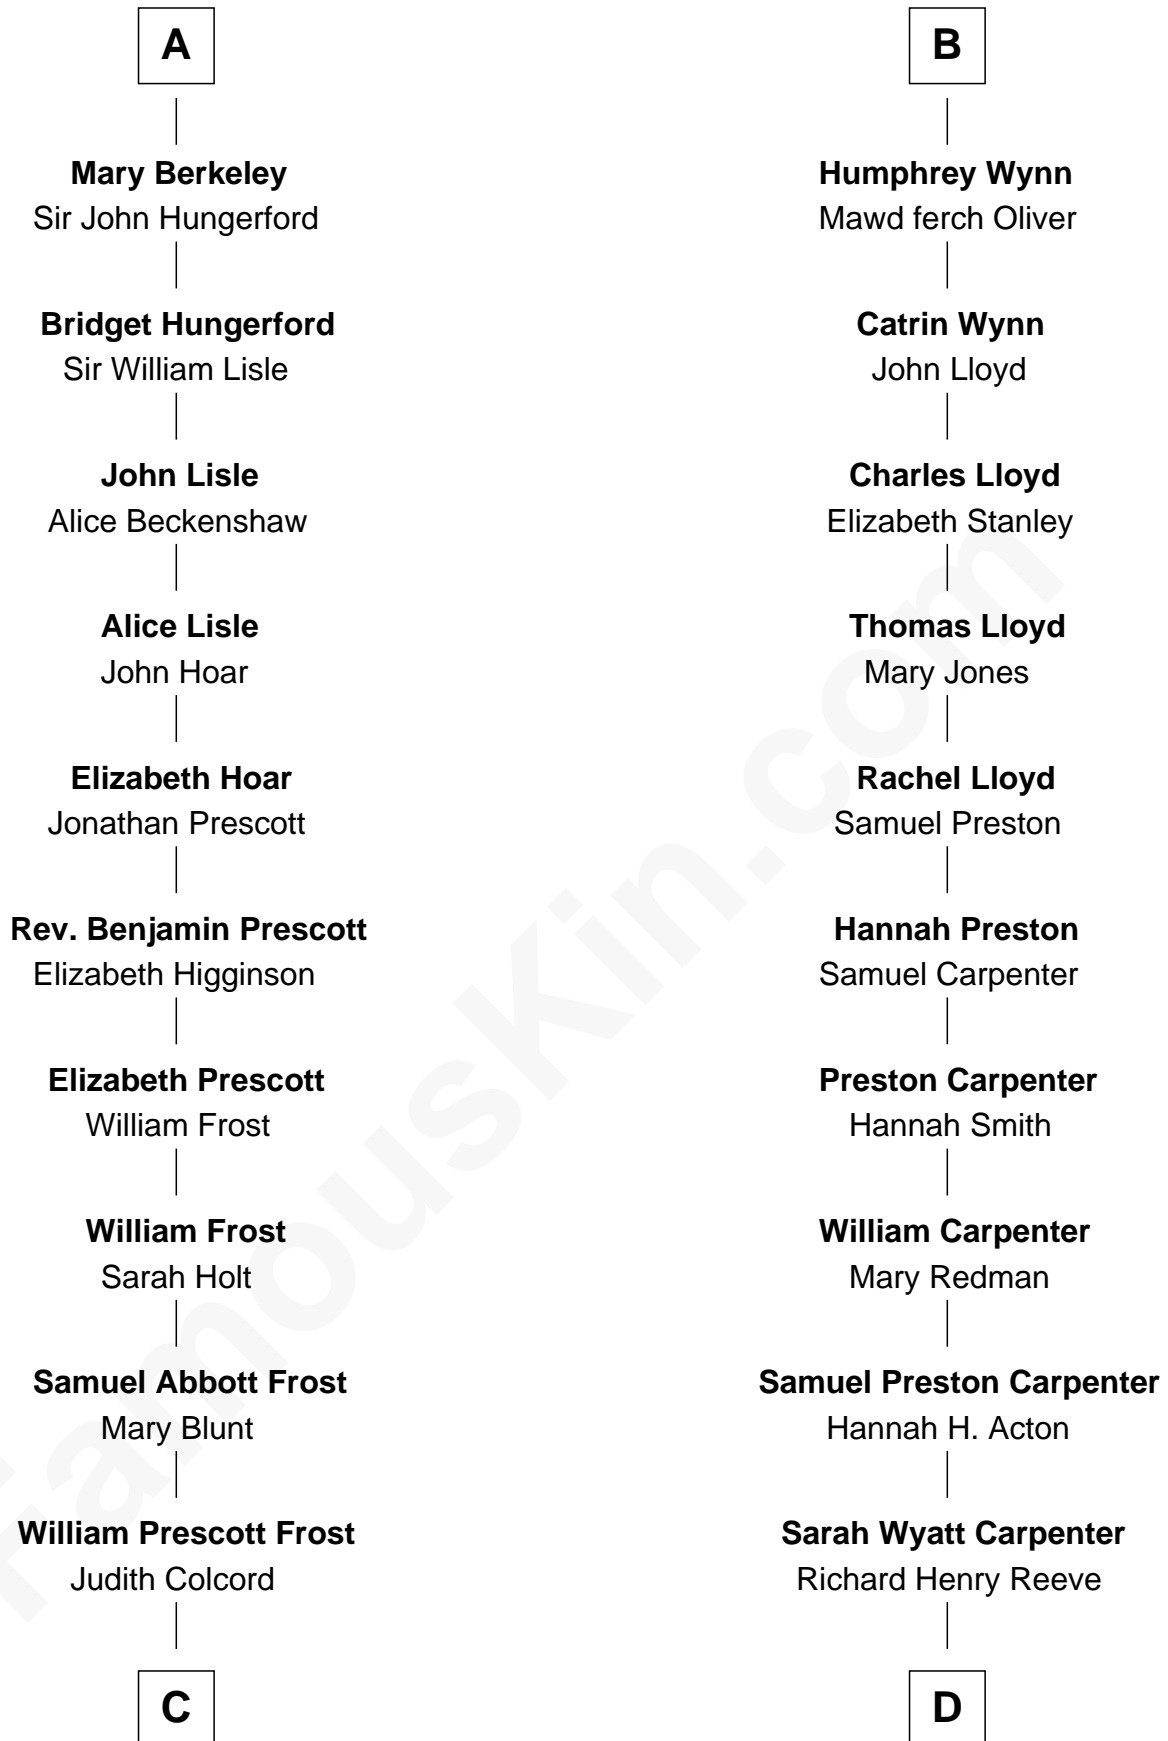 A
Mary Berkeley
Sir John Hungerford
Bridget Hungerford
Sir William Lisle
John Lisle
Alice Beckenshaw
Alice Lisle
John Hoar
Elizabeth Hoar
Jonathan Prescott
Rev. Benjamin Prescott
Elizabeth Higginson
Elizabeth Prescott
William Frost
William Frost
Sarah Holt
Samuel Abbott Frost
Mary Blunt
William Prescott Frost
Judith Colcord
C
B
Humphrey Wynn
Mawd ferch Oliver
Catrin Wynn
John Lloyd
Charles Lloyd
Elizabeth Stanley
Thomas Lloyd
Mary Jones
Rachel Lloyd
Samuel Preston
Hannah Preston
Samuel Carpenter
Preston Carpenter
Hannah Smith
William Carpenter
Mary Redman
Samuel Preston Carpenter
Hannah H. Acton
Sarah Wyatt Carpenter
Richard Henry Reeve
D
FamousKin.com